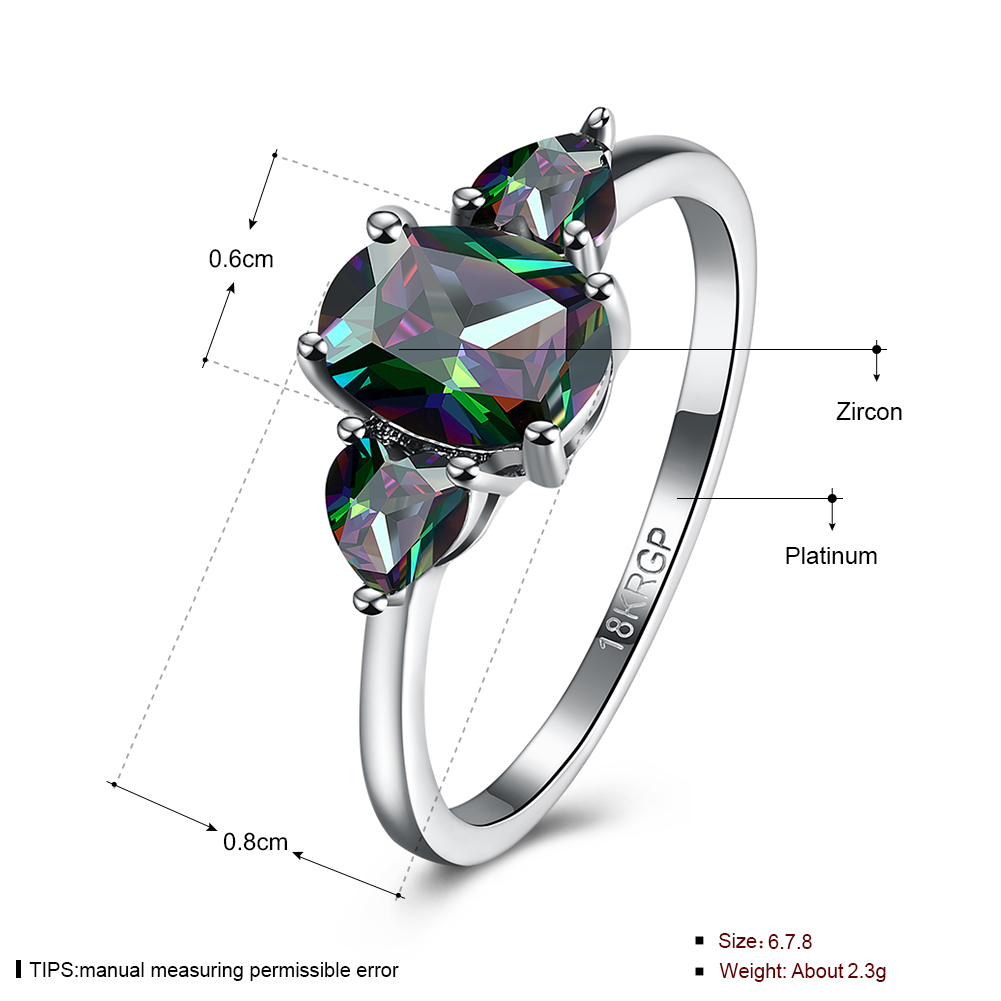 0.6cm
Zircon
Platinum
18KRGP
0.8cm
Size: 6.7.8
TIPS:manual measuring permissible error
Weight: About 2.3g